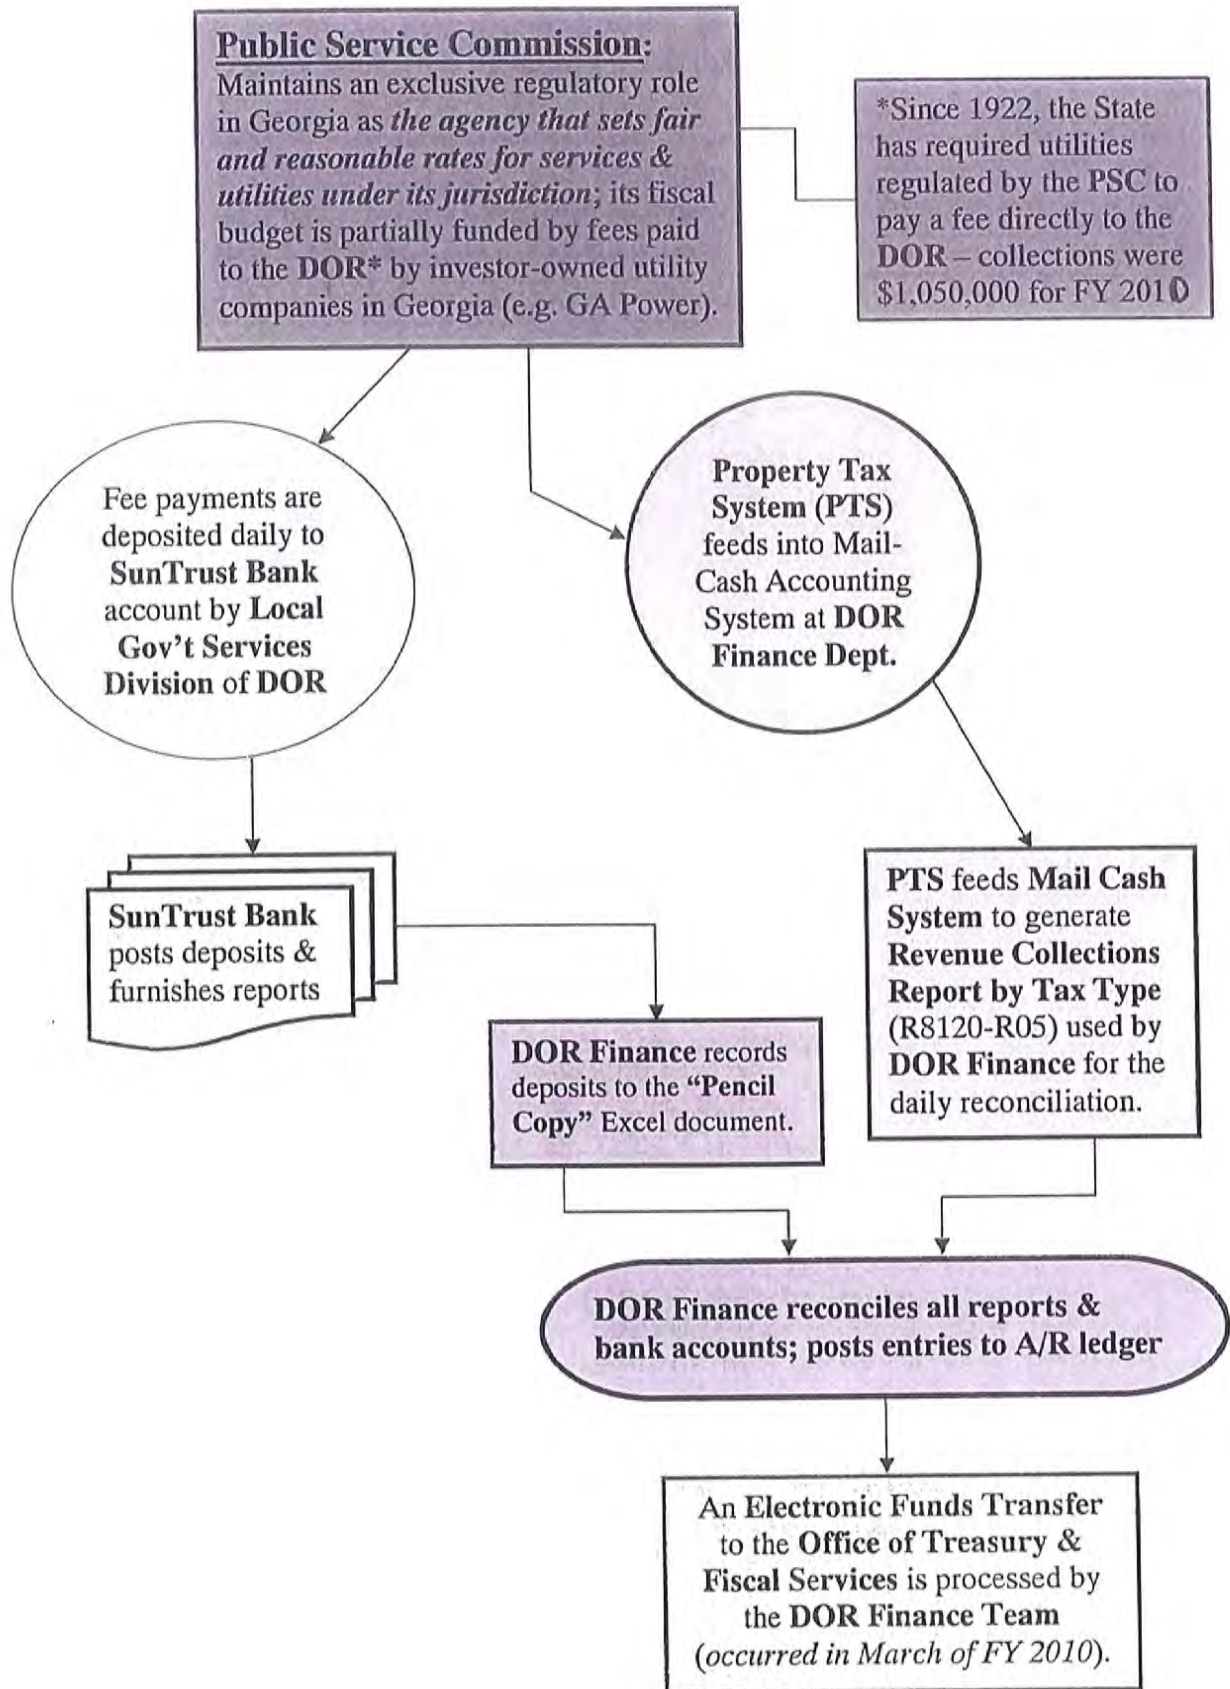 Public Service Commission:
Maintains an exclusive regulatory role
in Georgia as the agency that sets fair
and reasonable rates for services &
utilities under its jurisdiction; its fiscal
budget is partially funded by fees paid
to the DOR* by investor-owned utility
companies in Georgia (e.g. GA Power).
*Since 1922, the State
has required utilities
regulated by the PSC to
pay a fee directly to the
DOR – collections were
$1,050,000 for FY 2010
Fee payments are
deposited daily to
SunTrust Bank
account by Local
Gov't Services
Division of DOR
Property Tax
System (PTS)
feeds into Mail-
Cash Accounting
System at DOR
Finance Dept.
SunTrust Bank
posts deposits &
furnishes reports
DOR Finance records
deposits to the "Pencil
Copy" Excel document.
PTS feeds Mail Cash
System to generate
Revenue Collections
Report by Tax Type
(R8120-R05) used by
DOR Finance for the
daily reconciliation.
DOR Finance reconciles all reports &
bank accounts; posts entries to A/R ledger
An Electronic Funds Transfer
to the Office of Treasury &
Fiscal Services is processed by
the DOR Finance Team
(occurred in March of FY 2010).